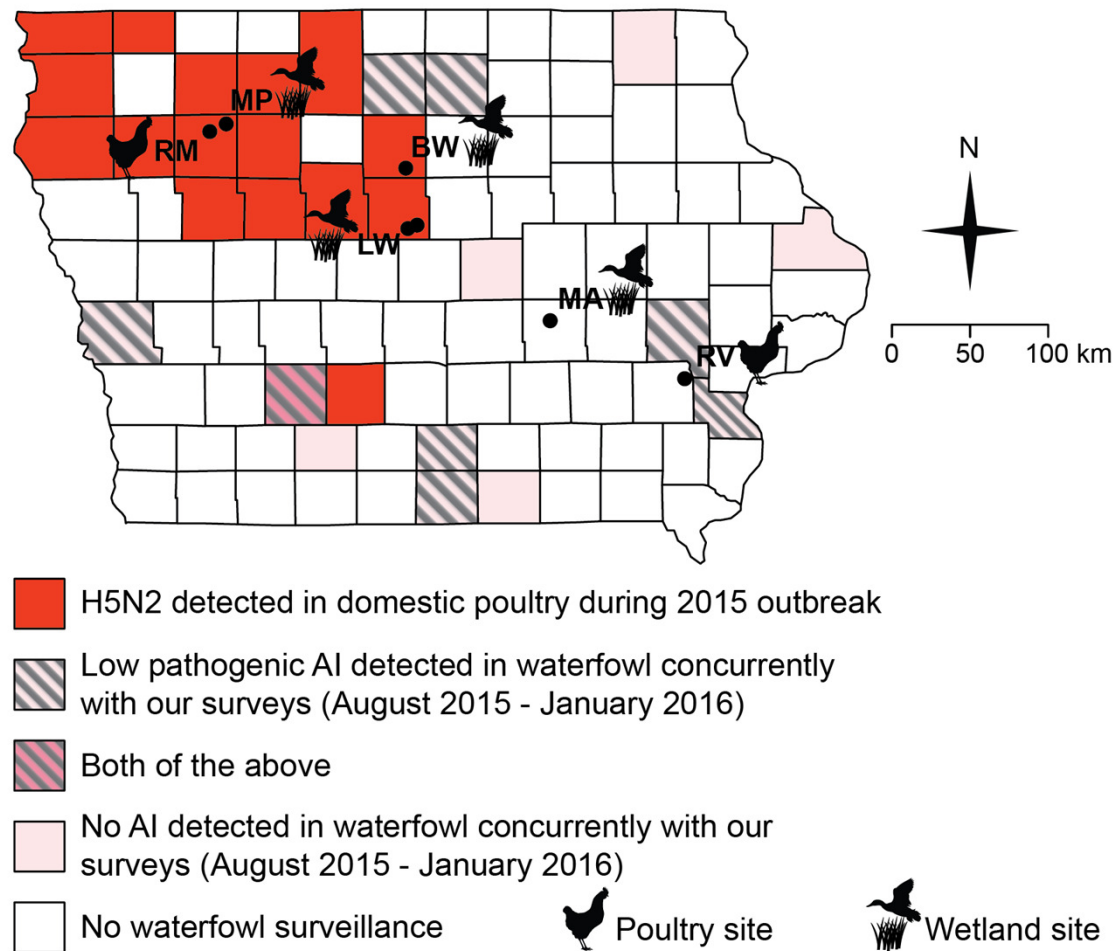 MP
RM
BW
LW
MA
RV
N
0 50 100 km
H5N2 detected in domestic poultry during 2015 outbreak
Low pathogenic AI detected in waterfowl concurrently
with our surveys (August 2015 - January 2016)
Both of the above
No AI detected in waterfowl concurrently with our
surveys (August 2015 - January 2016)
No waterfowl surveillance
Poultry site
Wetland site